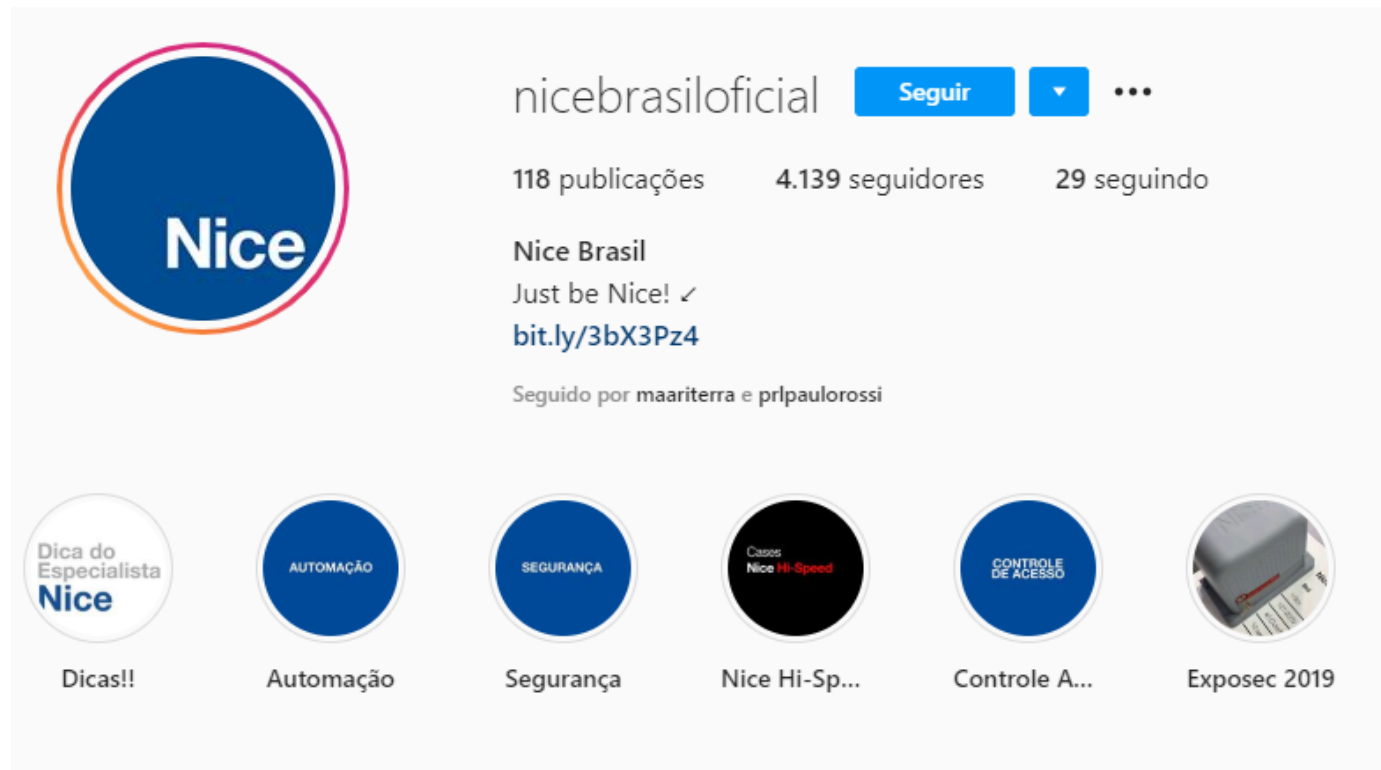 nicebrasiloficial
Seguir
118 publicações 4.139 seguidores 29 seguindo
Nice
Nice Brasil
Just be Nice! ↙
bit.ly/3bX3Pz4
Seguido por maariterra e prlpaulorossi
Dica do
Especialista
Nice
AUTOMAÇÃO
SEGURANÇA
Cases
Nice Hi-Speed
CONTROLE
DE ACESSO
Dicas!! Automação Segurança Nice Hi-Sp... Controle A... Exposec 2019